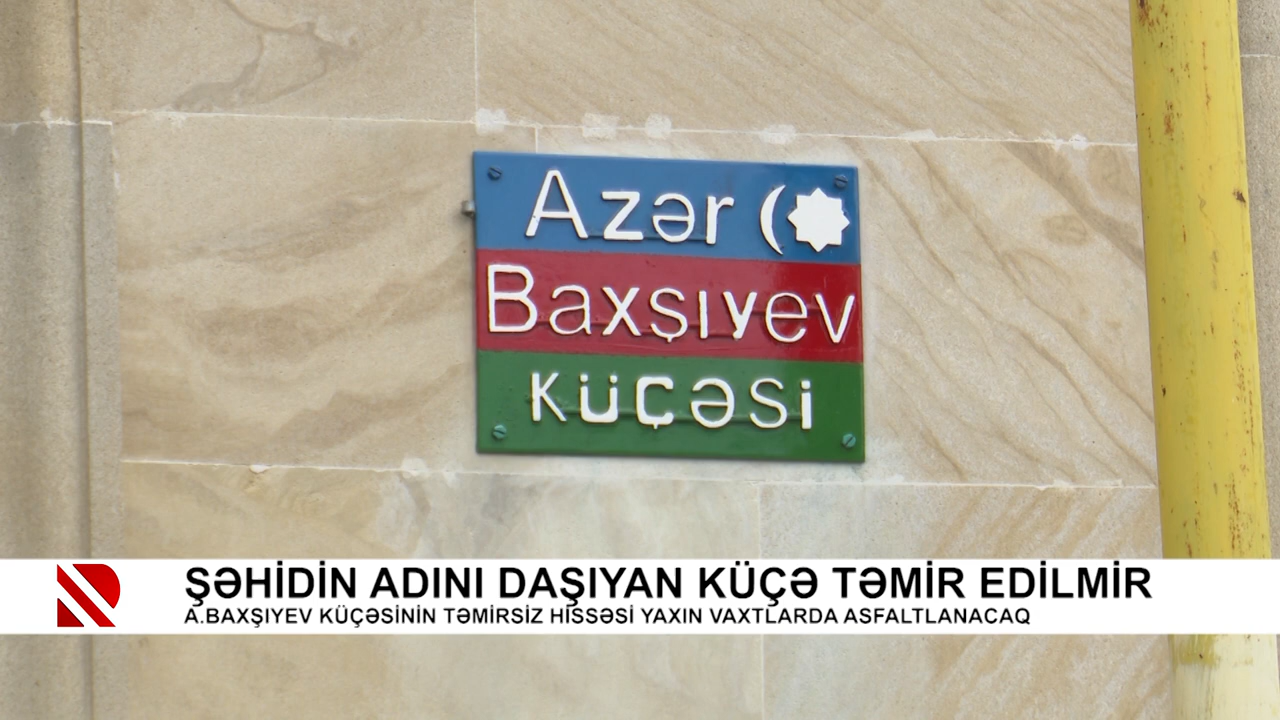 Azər
Baxşıyev
Küçəsi
ŞƏHİDİN ADINI DAŞIYAN KÜÇƏ TƏMİR EDİLMİR
A.BAXŞIYEV KÜÇƏSİNİN TƏMİRSİZ HİSSƏSİ YAXIN VAXTLARDA ASFALTLANACAQ